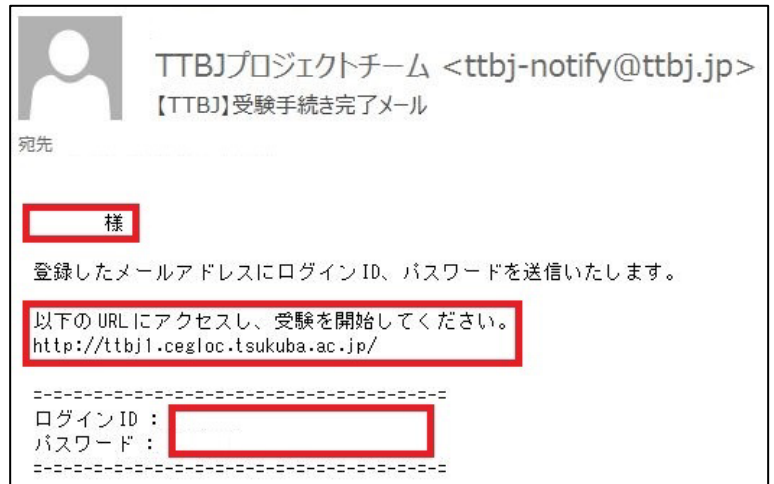 TTBJプロジェクトチーム <ttbj-notify@ttbj.jp>
【TTBJ】受験手続き完了メール
宛先
様
登録したメールアドレスにログインID、パスワードを送信いたします。
以下のURLにアクセスし、受験を開始してください。
http://ttbj1.cegloc.tsukuba.ac.jp/
=-=-=-=-=-=-=-=-=-=-=-=-=-=-=-=-=-=
ログインID :
パスワード :
=-=-=-=-=-=-=-=-=-=-=-=-=-=-=-=-=-=